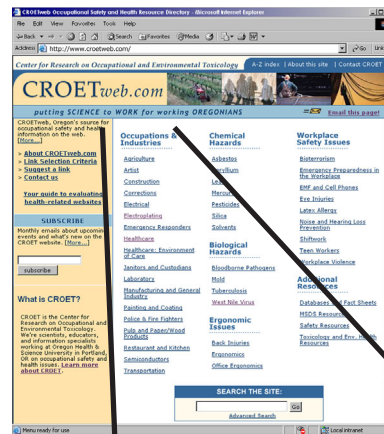 CROETweb Occupational Safety and Health Resource Directory - Microsoft Internet Explorer
File Edit View Favorites Tools Help
Back Search Favorites Media
Address http://www.croetweb.com/ Go Link
Center for Research on Occupational and Environmental Toxicology A-Z index | About this site | Contact CROET
CROETweb.com
putting SCIENCE to WORK for working OREGONIANS Email this page!
CROETweb, Oregon's source for
occupational safety and health
information on the web.
[More...]
> About CROETweb.com
> Link Selection Criteria
> Suggest a link
> Contact us
Your guide to evaluating
health-related websites
SUBSCRIBE
Monthly emails about upcoming
events and what's new on the
CROET website. [More...]
subscribe
What is CROET?
CROET is the Center for
Research on Occupational and
Environmental Toxicology.
We're scientists, educators,
and information specialists
working at Oregon Health &
Science University in Portland,
OR on occupational safety and
health issues. Learn more
about CROET.
Occupations &
Industries
Agriculture
Artist
Construction
Corrections
Electrical
Electroplating
Emergency Responders
Healthcare
Healthcare: Environment
of Care
Janitors and Custodians
Laborators
Manufacturing and General
Industry
Painting and Coating
Police & Fire Fighters
Pulp and Paper/Wood
Products
Restaurant and Kitchen
Semiconductors
Transportation
Chemical
Hazards
Asbestos
Beryllium
Lead
Mercury
Pesticides
Silica
Solvents
Biological
Hazards
Bloodborne Pathogens
Mold
Tuberculosis
West Nile Virus
Ergonomic
Issues
Back Injuries
Ergonomics
Office Ergonomics
Workplace
Safety Issues
Bioterrorism
Emergency Preparedness in
the Workplace
EMF and Cell Phones
Eye Injuries
Latex Allergy
Noise and Hearing Loss
Prevention
Shiftwork
Teen Workers
Workplace Violence
Additional
Resources
Databases and Fact Sheets
MSDS Resources
Safety Resources
Toxicology and Env. Health
Resources
SEARCH THE SITE:
Go
Advanced Search
Menu ready for use Local intranet